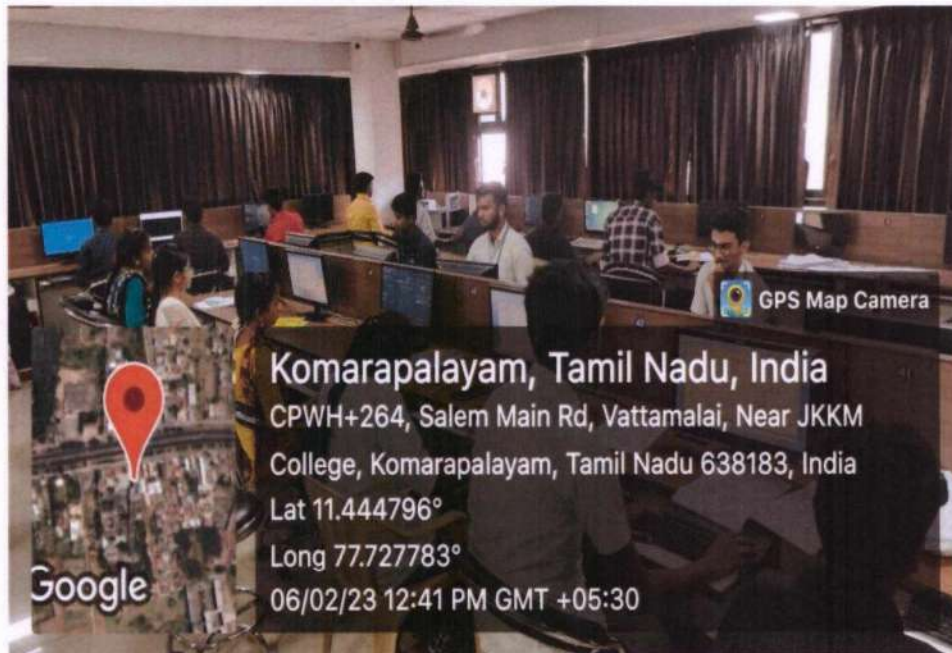 GPS Map Camera
Komarapalayam, Tamil Nadu, India
CPWH+264, Salem Main Rd, Vattamalai, Near JKKM
College, Komarapalayam, Tamil Nadu 638183, India
Lat 11.444796°
Long 77.727783°
06/02/23 12:41 PM GMT +05:30
Google